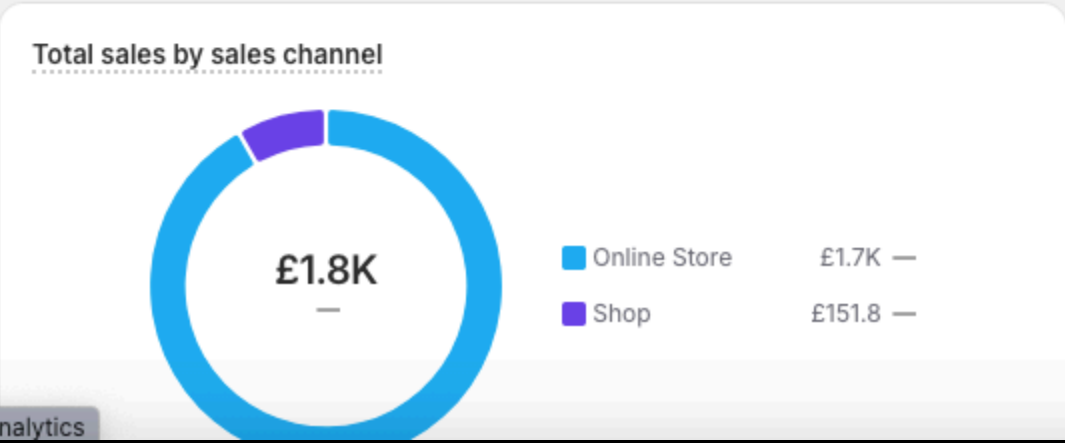 Total sales by sales channel
£1.8K
—
Online Store £1.7K —
Shop £151.8 —
nalytics